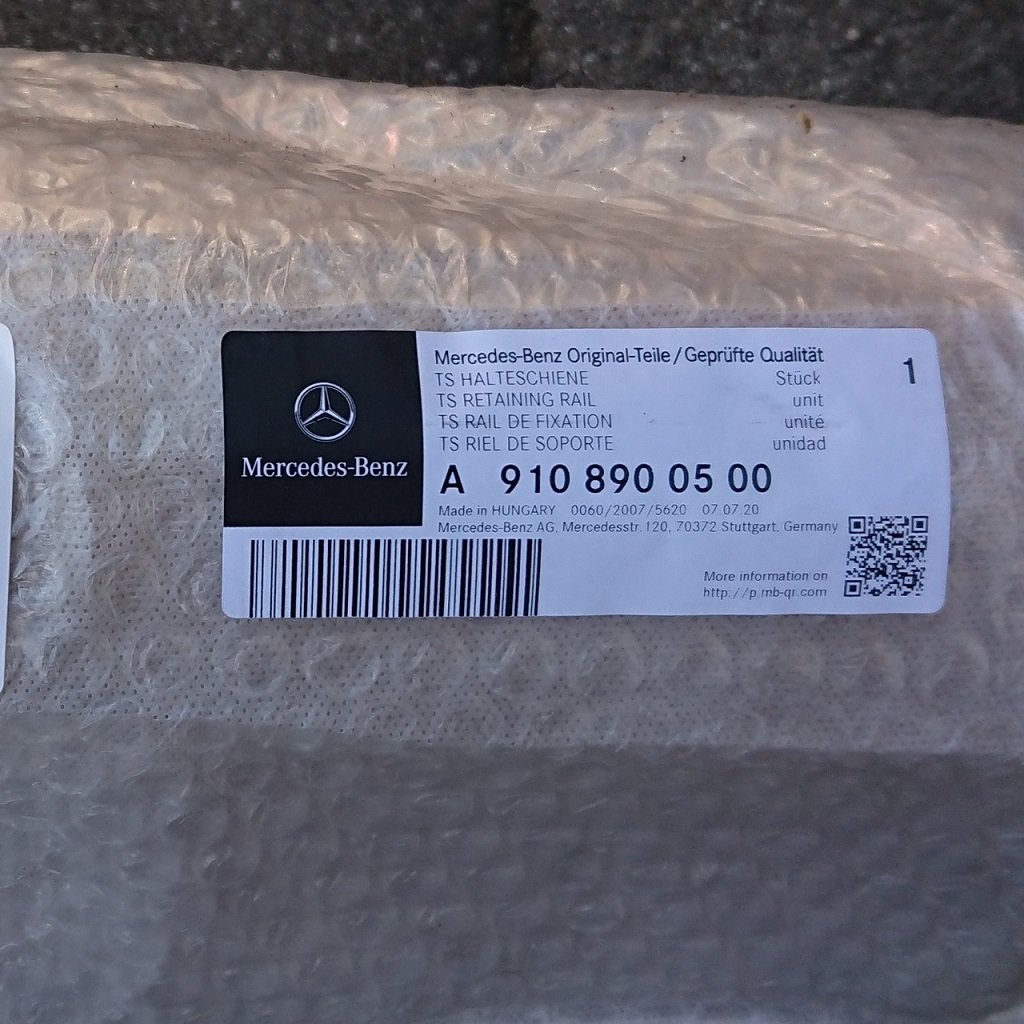 Mercedes-Benz
Mercedes-Benz Original-Teile/Geprüfte Qualität
TS HALTESCHIENE Stück 1
TS RETAINING RAIL unit
TS RAIL DE FIXATION unité
TS RIEL DE SOPORTE unidad
A 910 890 05 00
Made in HUNGARY 0060/2007/5620 07.07.20
Mercedes-Benz AG, Mercedesstr. 120, 70372 Stuttgart, Germany
More information on
http://p.mb-qr.com